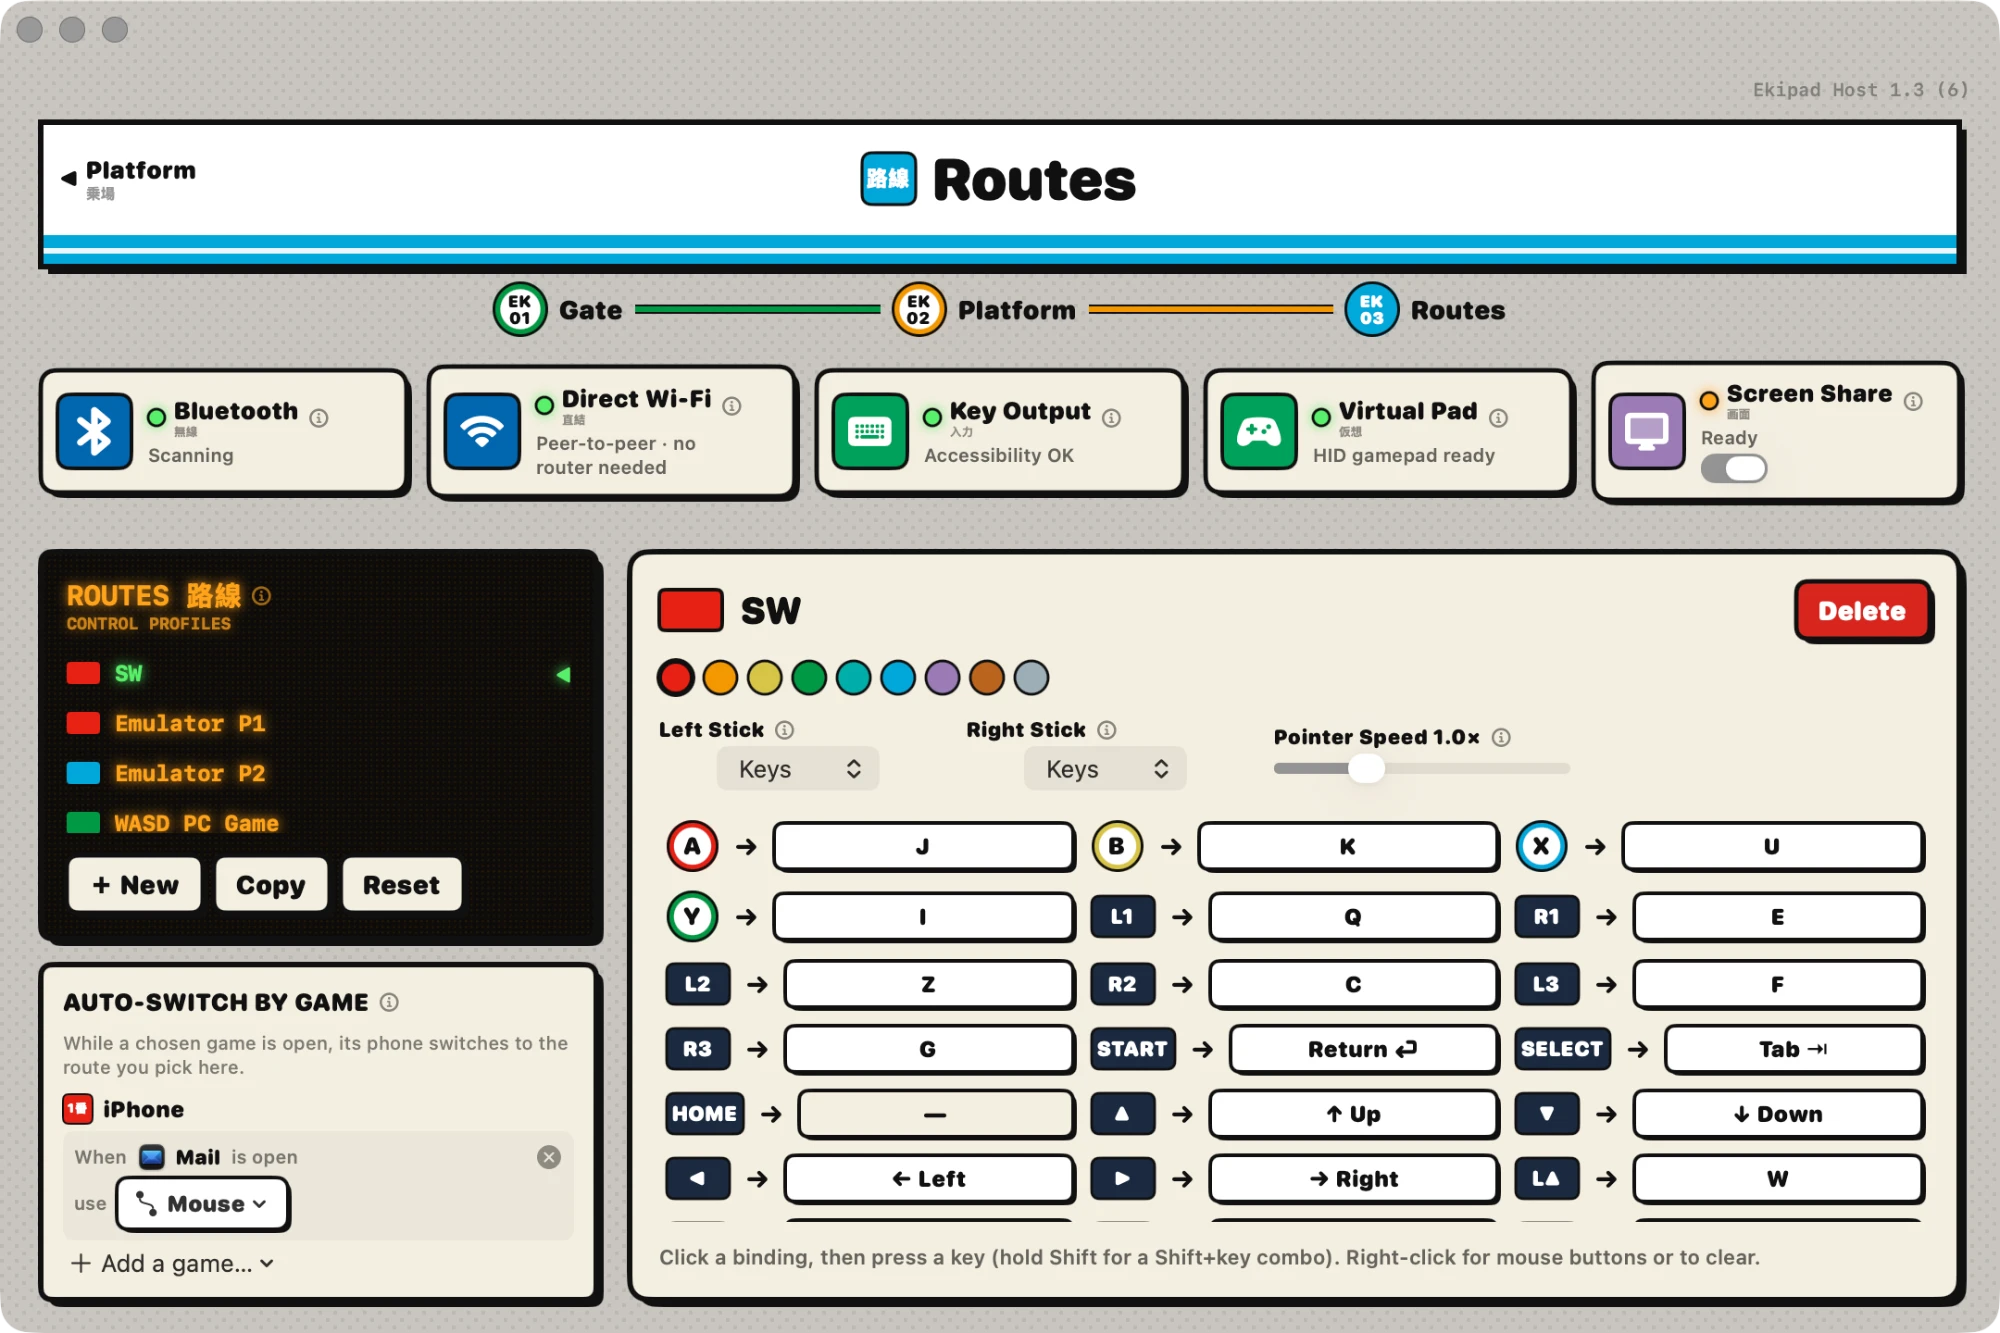 Ekipad Host 1.3 (6)
◀ Platform
乗場
路線 Routes
EK 01 Gate
EK 02 Platform
EK 03 Routes
Bluetooth
無線
Scanning
Direct Wi-Fi
直結
Peer-to-peer · no
router needed
Key Output
入力
Accessibility OK
Virtual Pad
仮想
HID gamepad ready
Screen Share
画面
Ready
ROUTES 路線
CONTROL PROFILES
SW ◀
Emulator P1
Emulator P2
WASD PC Game
+ New Copy Reset
AUTO-SWITCH BY GAME
While a chosen game is open, its phone switches to the
route you pick here.
1番 iPhone
When Mail is open
use Mouse
+ Add a game...
SW Delete
Left Stick Right Stick Pointer Speed 1.0×
Keys Keys
A → J B → K X → U
Y → I L1 → Q R1 → E
L2 → Z R2 → C L3 → F
R3 → G START → Return ⏎ SELECT → Tab ⇥
HOME → — ▲ → ↑ Up ▼ → ↓ Down
◀ → ← Left ▶ → → Right L▲ → W
Click a binding, then press a key (hold Shift for a Shift+key combo). Right-click for mouse buttons or to clear.